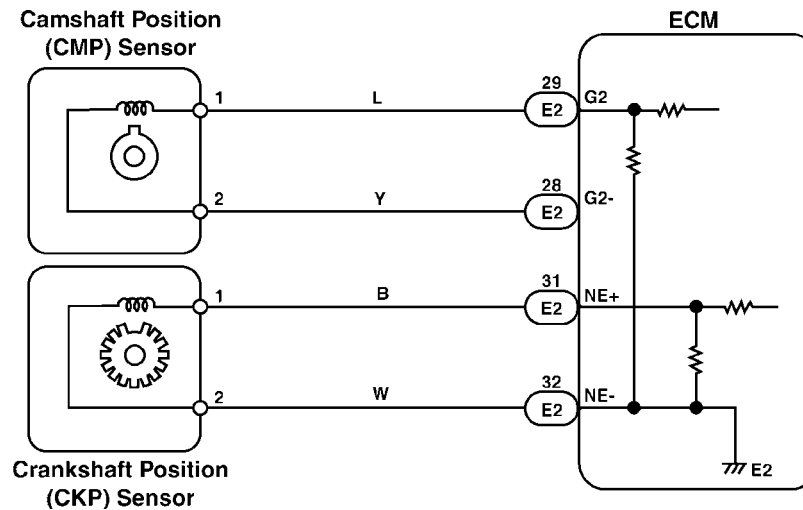 Camshaft Position
(CMP) Sensor
ECM
1
L
29
E2
G2
2
Y
28
E2
G2-
1
B
31
E2
NE+
2
W
32
E2
NE-
E2
Crankshaft Position
(CKP) Sensor